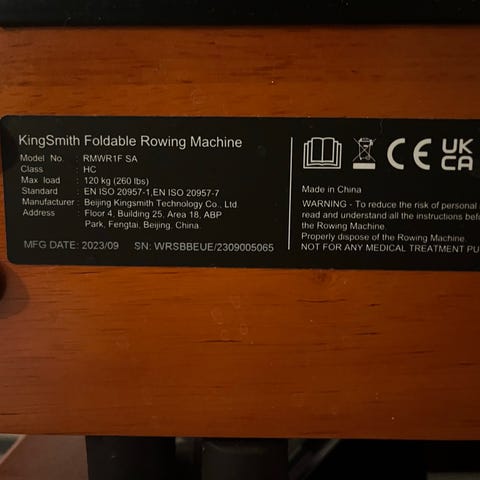 KingSmith Foldable Rowing Machine
Model No. : RMWR1F SA
Class : HC
Max load : 120 kg (260 lbs)
Standard : EN ISO 20957-1,EN ISO 20957-7
Manufacturer : Beijing Kingsmith Technology Co., Ltd.
Address : Floor 4, Building 25, Area 18, ABP
Park, Fengtai, Beijing, China.
MFG DATE: 2023/09 SN: WRSBBEUE/2309005065
CE UK
CA
Made in China
WARNING - To reduce the risk of personal
read and understand all the instructions
the Rowing Machine.
Properly dispose of the Rowing Machine.
NOT FOR ANY MEDICAL TREATMENT